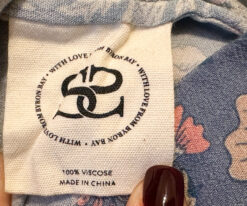 • WITH LOVE FROM BYRON BAY • WITH LOVE FROM BYRON BAY • WITH LOVE FROM BYRON BAY
100% VISCOSE
MADE IN CHINA